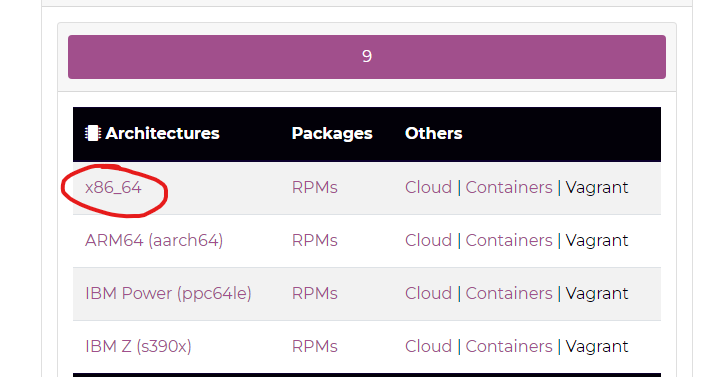 9
Architectures Packages Others
x86_64 RPMs Cloud | Containers | Vagrant
ARM64 (aarch64) RPMs Cloud | Containers | Vagrant
IBM Power (ppc64le) RPMs Cloud | Containers | Vagrant
IBM Z (s390x) RPMs Cloud | Containers | Vagrant